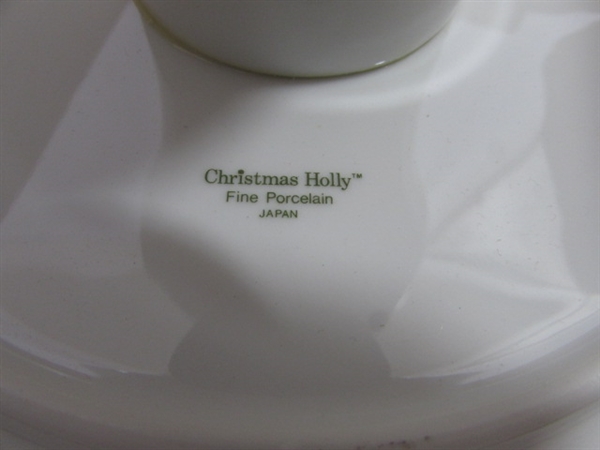 Christmas Holly™
Fine Porcelain
JAPAN